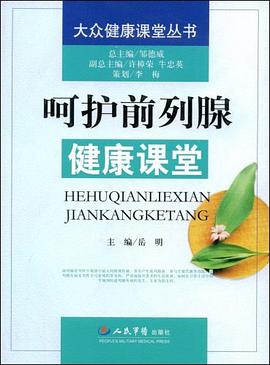 大众健康课堂丛书
总主编/邹德威
副总主编/许樟荣 牛忠英
策划/李 梅
呵护前列腺
健康课堂
HEHUQIANLIEXIAN
JIANKANGKETANG
主 编/岳 明
人民军医出版社
PEOPLE'S MILITARY MEDICAL PRESS